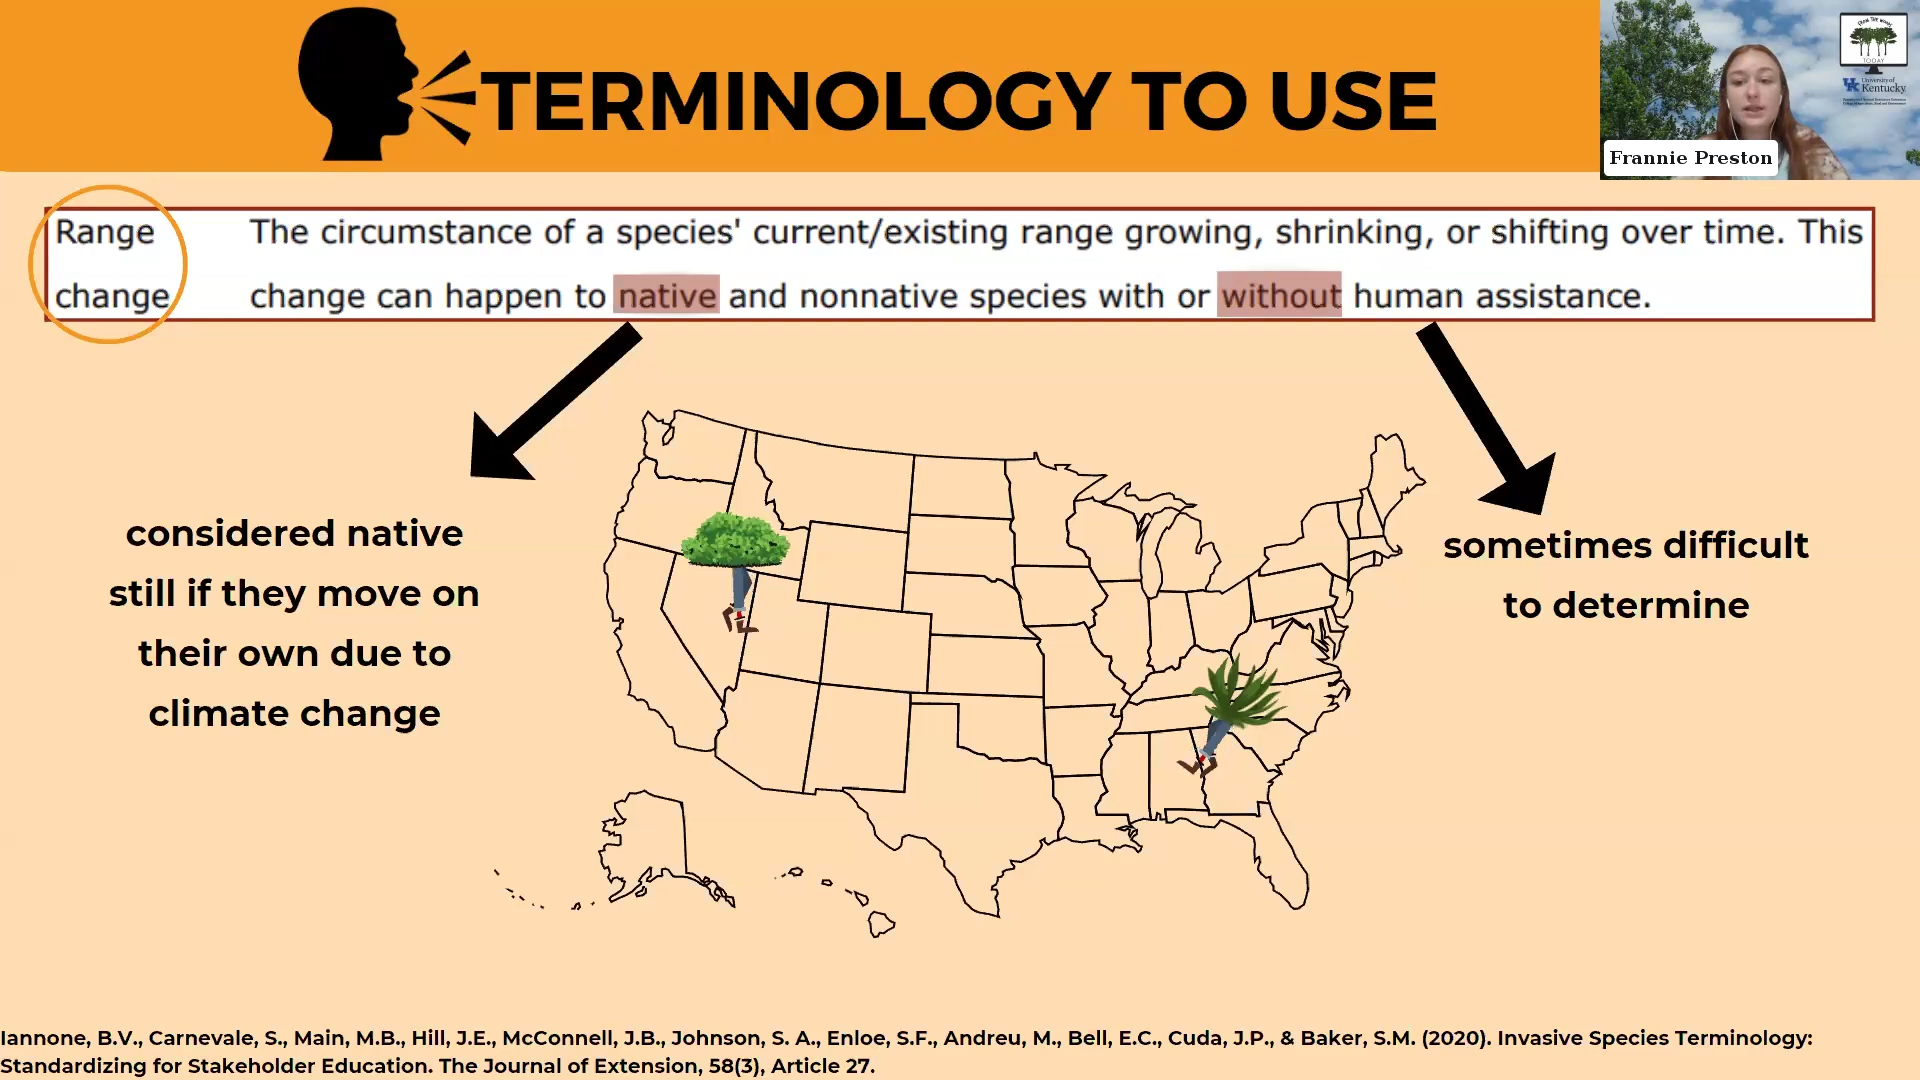 TERMINOLOGY TO USE
TODAY
University of
Kentucky
Frannie Preston
Range change
The circumstance of a species' current/existing range growing, shrinking, or shifting over time. This
change can happen to native and nonnative species with or without human assistance.
considered native
still if they move on
their own due to
climate change
sometimes difficult
to determine
Iannone, B.V., Carnevale, S., Main, M.B., Hill, J.E., McConnell, J.B., Johnson, S. A., Enloe, S.F., Andreu, M., Bell, E.C., Cuda, J.P., & Baker, S.M. (2020). Invasive Species Terminology:
Standardizing for Stakeholder Education. The Journal of Extension, 58(3), Article 27.